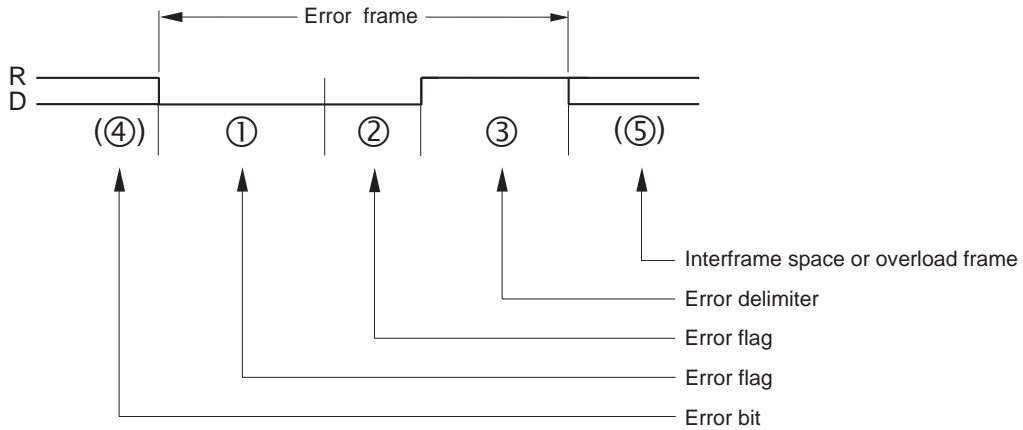 Error frame
R
D
(④) ① ② ③ (⑤)
Interframe space or overload frame
Error delimiter
Error flag
Error flag
Error bit